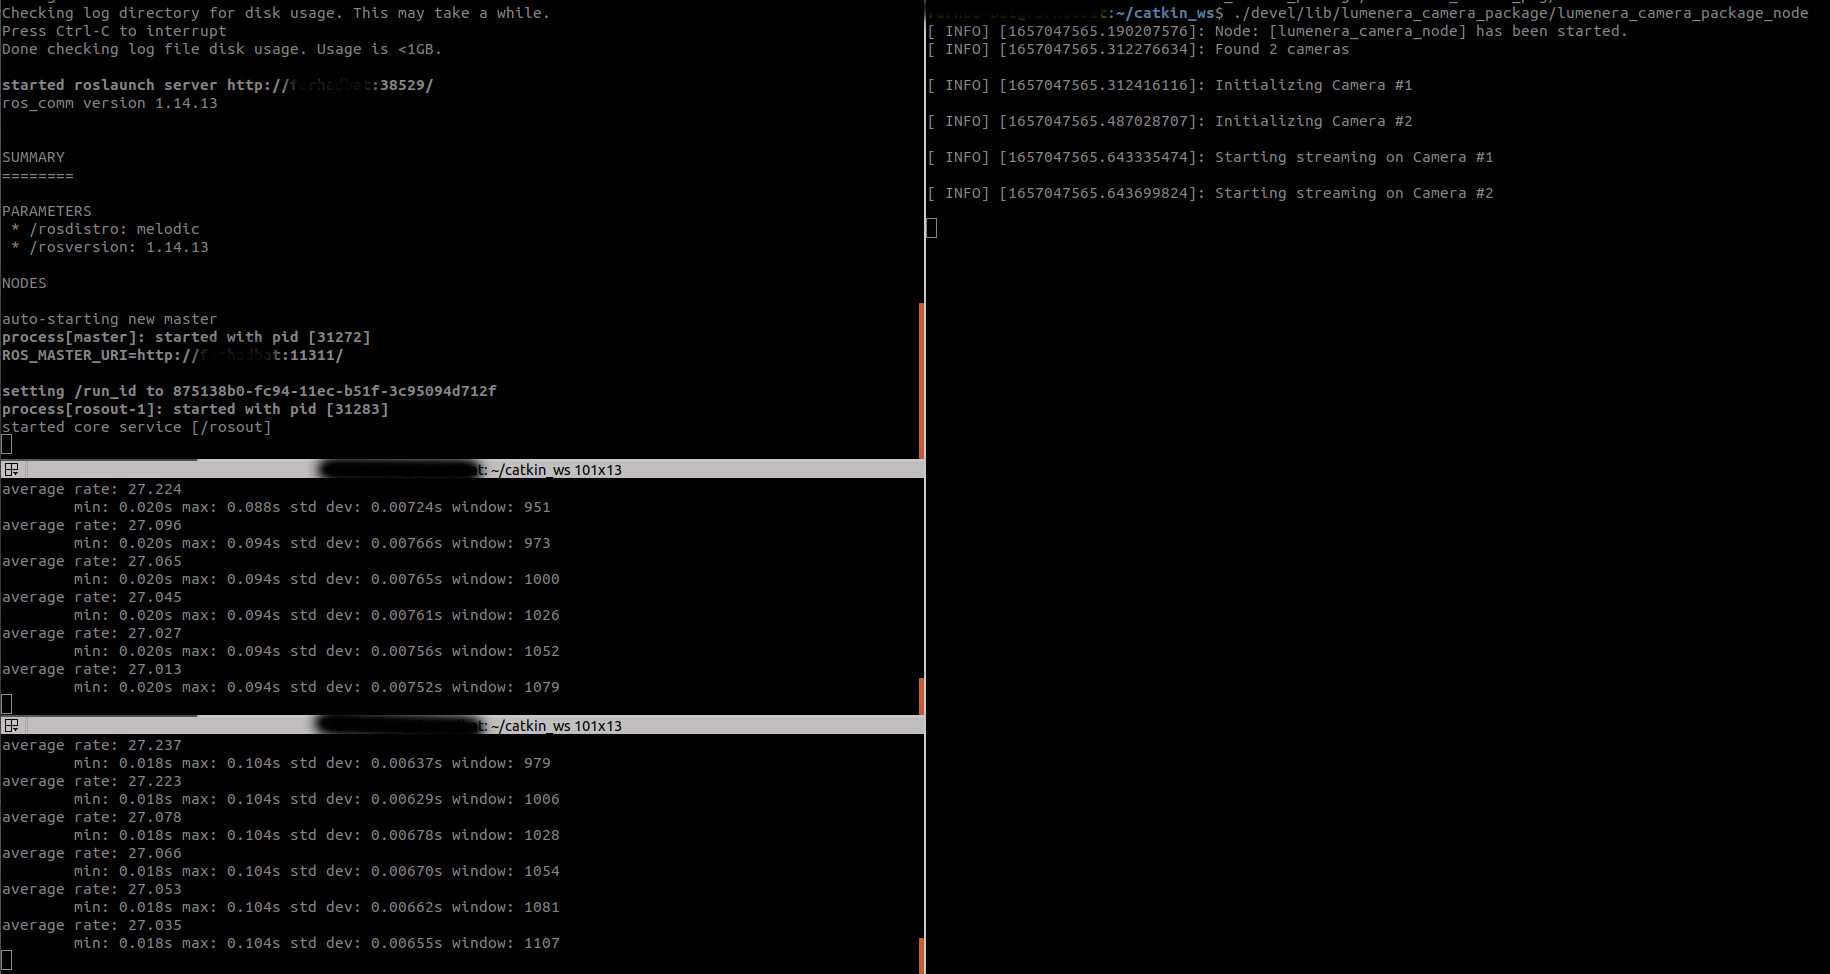 Checking log directory for disk usage. This may take a while.
Press Ctrl-C to interrupt
Done checking log file disk usage. Usage is <1GB.
started roslaunch server http://:38529/
ros_comm version 1.14.13
SUMMARY
========
PARAMETERS
* /rosdistro: melodic
* /rosversion: 1.14.13
NODES
auto-starting new master
process[master]: started with pid [31272]
ROS_MASTER_URI=http://:11311/
setting /run_id to 875138b0-fc94-11ec-b51f-3c95094d712f
process[rosout-1]: started with pid [31283]
started core service [/rosout]
t: ~/catkin_ws 101x13
average rate: 27.224
min: 0.020s max: 0.088s std dev: 0.00724s window: 951
average rate: 27.096
min: 0.020s max: 0.094s std dev: 0.00766s window: 973
average rate: 27.065
min: 0.020s max: 0.094s std dev: 0.00765s window: 1000
average rate: 27.045
min: 0.020s max: 0.094s std dev: 0.00761s window: 1026
average rate: 27.027
min: 0.020s max: 0.094s std dev: 0.00756s window: 1052
average rate: 27.013
min: 0.020s max: 0.094s std dev: 0.00752s window: 1079
t: ~/catkin_ws 101x13
average rate: 27.237
min: 0.018s max: 0.104s std dev: 0.00637s window: 979
average rate: 27.223
min: 0.018s max: 0.104s std dev: 0.00629s window: 1006
average rate: 27.078
min: 0.018s max: 0.104s std dev: 0.00678s window: 1028
average rate: 27.066
min: 0.018s max: 0.104s std dev: 0.00670s window: 1054
average rate: 27.053
min: 0.018s max: 0.104s std dev: 0.00662s window: 1081
average rate: 27.035
min: 0.018s max: 0.104s std dev: 0.00655s window: 1107
t:~/catkin_ws$ ./devel/lib/lumenera_camera_package/lumenera_camera_package_node
[ INFO] [1657047565.190207576]: Node: [lumenera_camera_node] has been started.
[ INFO] [1657047565.312276634]: Found 2 cameras
[ INFO] [1657047565.312416116]: Initializing Camera #1
[ INFO] [1657047565.487028707]: Initializing Camera #2
[ INFO] [1657047565.643335474]: Starting streaming on Camera #1
[ INFO] [1657047565.643699824]: Starting streaming on Camera #2